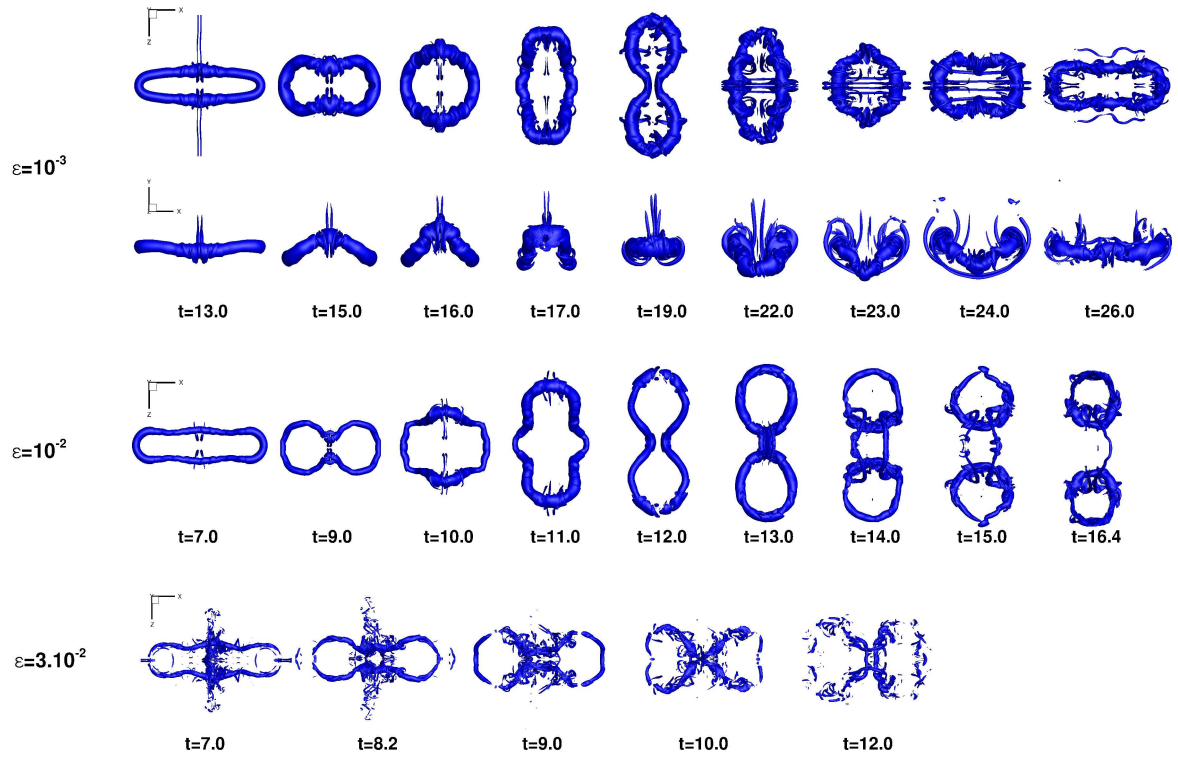 Y X
Z
ε=10⁻³
Y
Z X
t=13.0 t=15.0 t=16.0 t=17.0 t=19.0 t=22.0 t=23.0 t=24.0 t=26.0
Y X
Z
ε=10⁻²
t=7.0 t=9.0 t=10.0 t=11.0 t=12.0 t=13.0 t=14.0 t=15.0 t=16.4
Y X
Z
ε=3.10⁻²
t=7.0 t=8.2 t=9.0 t=10.0 t=12.0